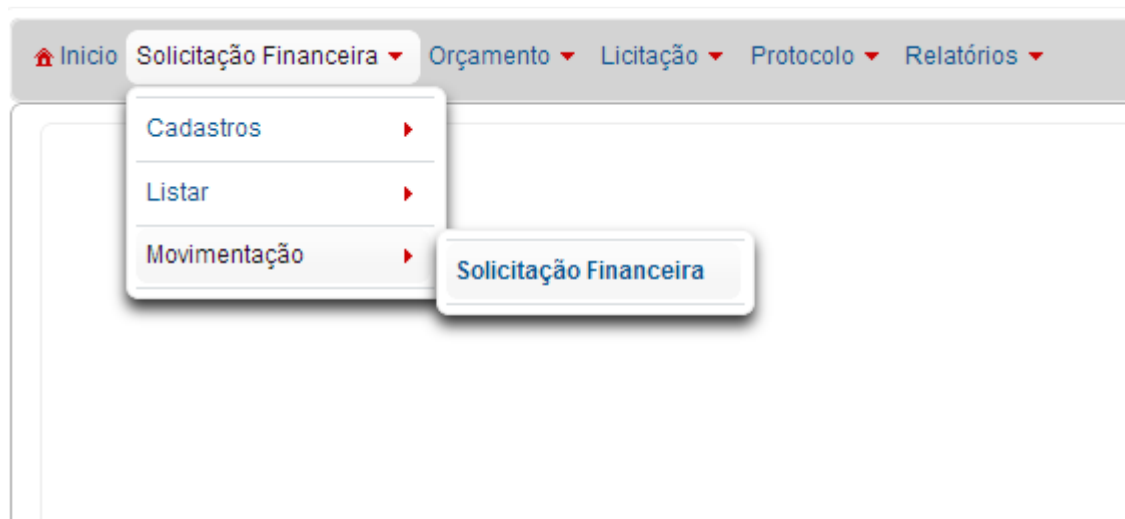 Inicio Solicitação Financeira Orçamento Licitação Protocolo Relatórios
Cadastros
Listar
Movimentação
Solicitação Financeira